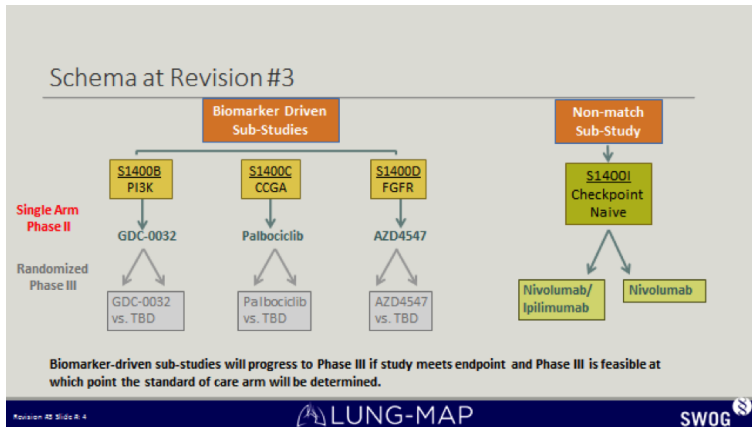 Schema at Revision #3
Biomarker Driven
Sub-Studies
Non-match
Sub-Study
S1400B
PI3K
S1400C
CCGA
S1400D
FGFR
S1400I
Checkpoint
Naive
Single Arm
Phase II
GDC-0032
Palbociclib
AZD4547
Randomized
Phase III
GDC-0032
vs. TBD
Palbociclib
vs. TBD
AZD4547
vs. TBD
Nivolumab/
Ipilimumab
Nivolumab
Biomarker-driven sub-studies will progress to Phase III if study meets endpoint and Phase III is feasible at
which point the standard of care arm will be determined.
LUNG-MAP
SWOG